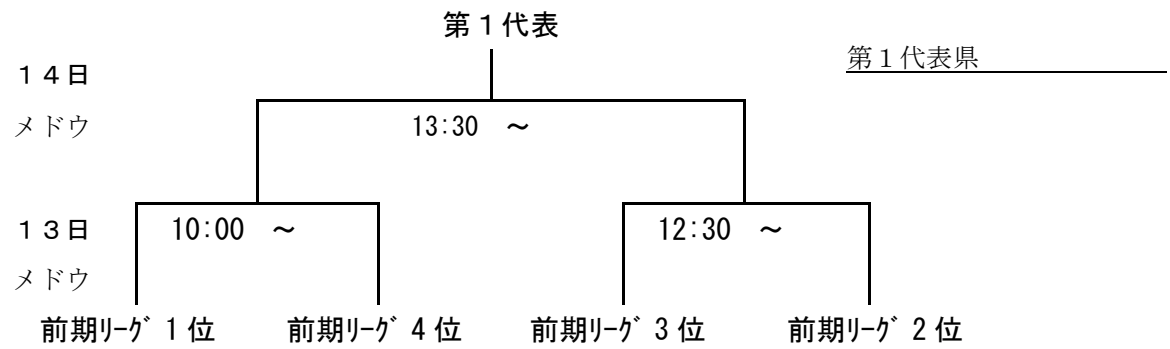 第１代表
第１代表県
１４日
メドウ 13:30 ～
１３日 10:00 ～ 12:30 ～
メドウ
前期ﾘｰｸﾞ１位 前期ﾘｰｸﾞ４位 前期ﾘｰｸﾞ３位 前期ﾘｰｸﾞ２位